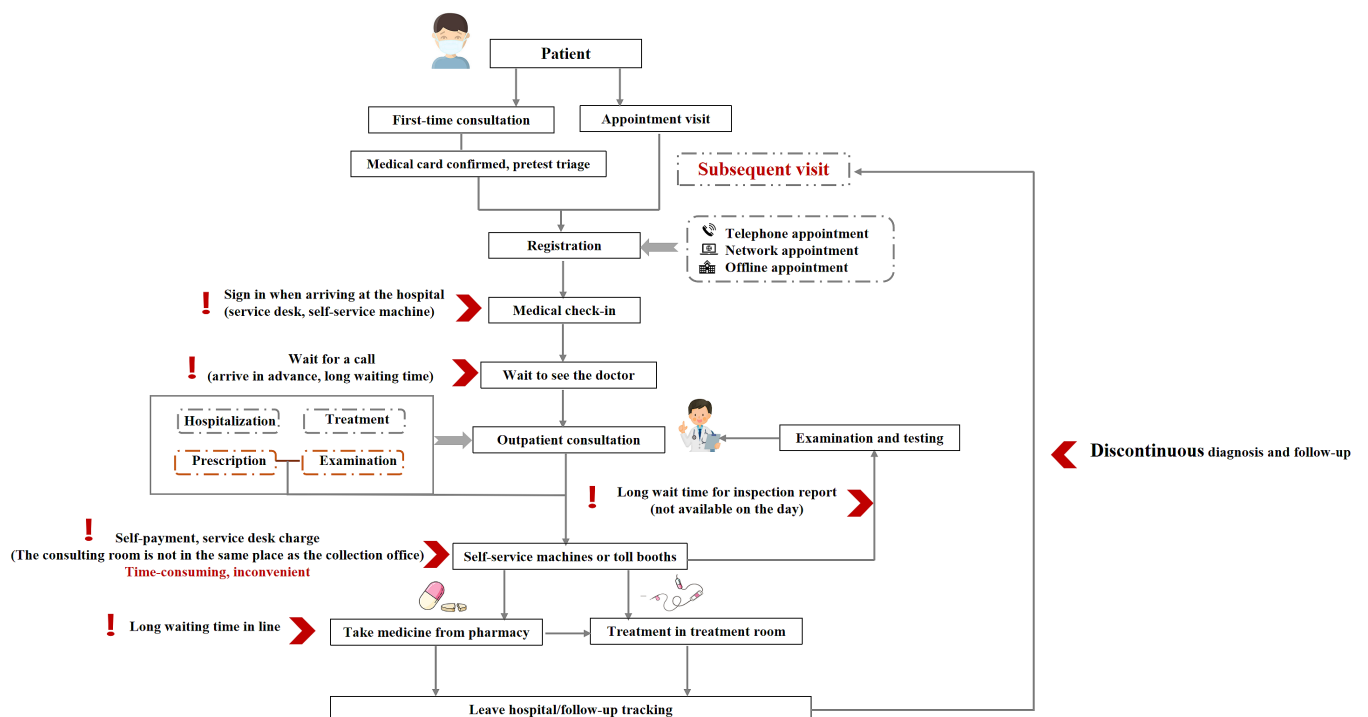 Patient
First-time consultation
Appointment visit
Medical card confirmed, pretest triage
Subsequent visit
Registration
Telephone appointment
Network appointment
Offline appointment
Sign in when arriving at the hospital
(service desk, self-service machine)
Medical check-in
Wait for a call
(arrive in advance, long waiting time)
Wait to see the doctor
Hospitalization
Treatment
Prescription
Examination
Outpatient consultation
Examination and testing
Discontinuous diagnosis and follow-up
Long wait time for inspection report
(not available on the day)
Self-payment, service desk charge
(The consulting room is not in the same place as the collection office)
Time-consuming, inconvenient
Self-service machines or toll booths
Long waiting time in line
Take medicine from pharmacy
Treatment in treatment room
Leave hospital/follow-up tracking